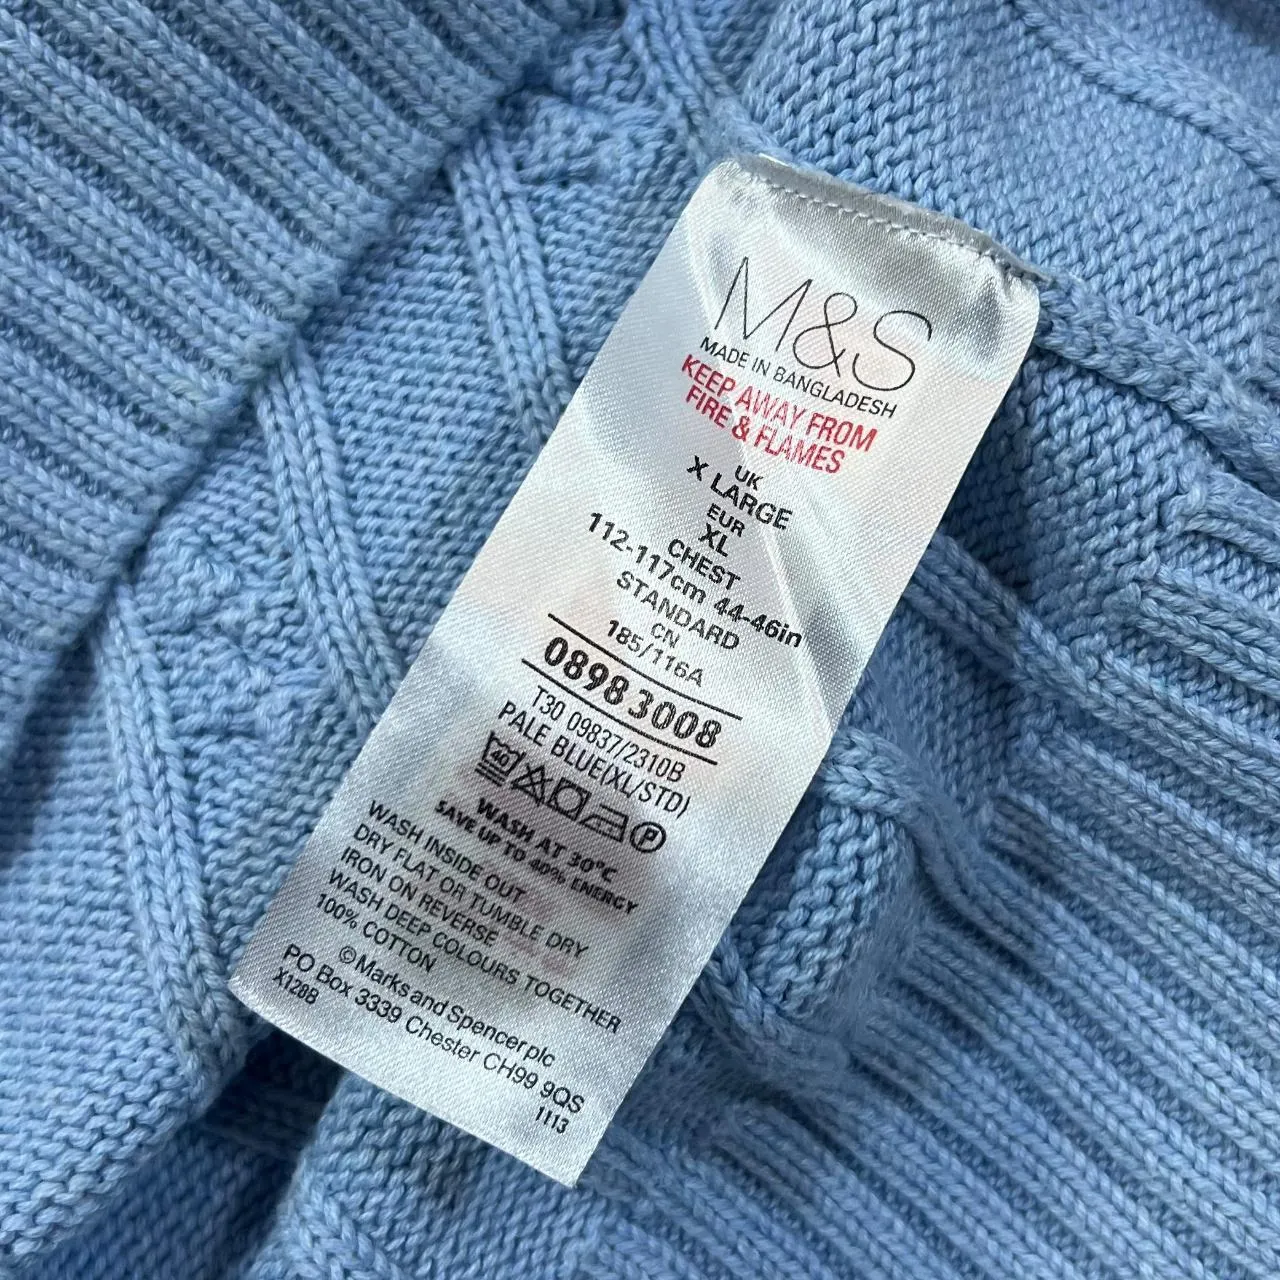 M&S
MADE IN BANGLADESH
KEEP AWAY FROM
FIRE & FLAMES
UK
X LARGE
EUR
XL
CHEST
112-117cm 44-46in
STANDARD
CN
185/116A
08983008
T30 09837/2310B
PALE BLUE(XL/STD)
40 P
WASH AT 30°C
SAVE UP TO 40% ENERGY
WASH INSIDE OUT
DRY FLAT OR TUMBLE DRY
IRON ON REVERSE
WASH DEEP COLOURS TOGETHER
100% COTTON
©Marks and Spencer plc
PO Box 3339 Chester CH99 9QS
X128B 1113